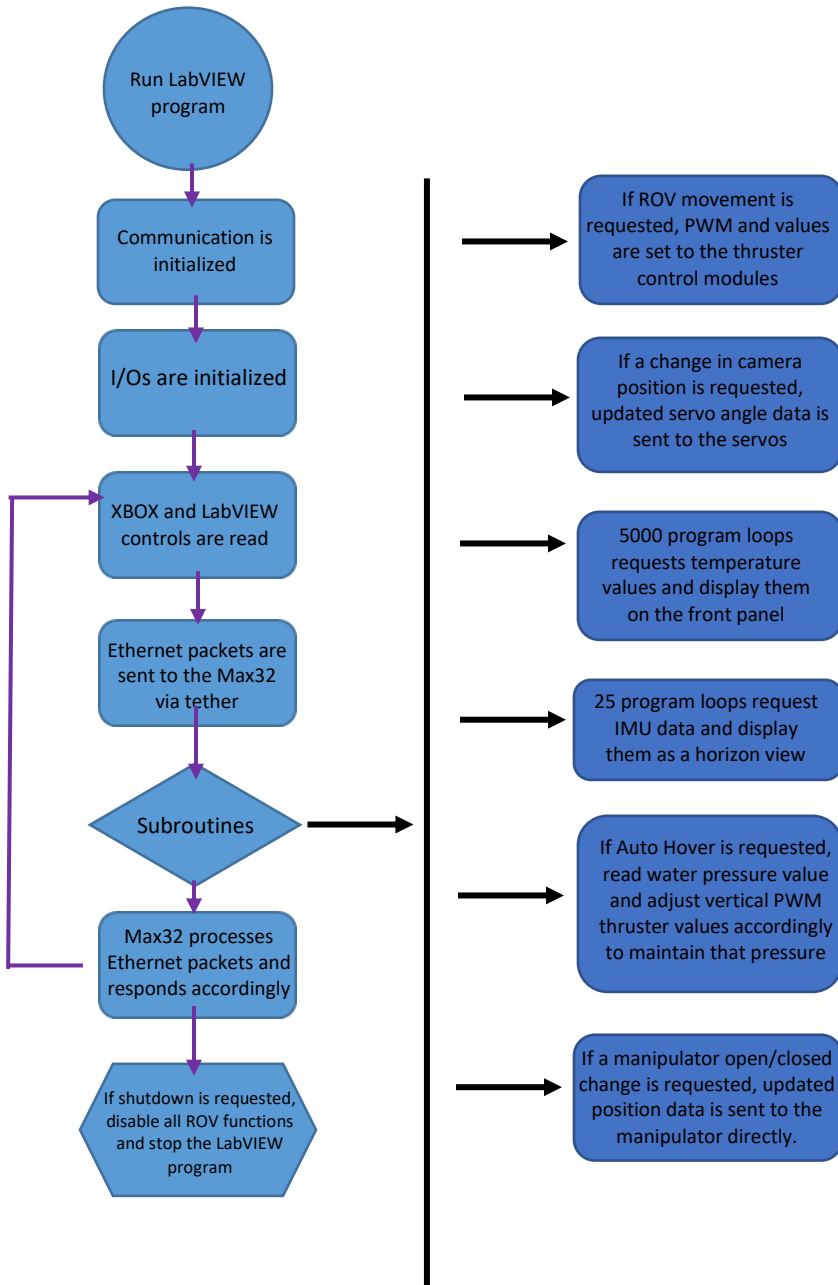 Run LabVIEW
program
Communication is
initialized
I/Os are initialized
XBOX and LabVIEW
controls are read
Ethernet packets are
sent to the Max32
via tether
Subroutines
Max32 processes
Ethernet packets and
responds accordingly
If shutdown is requested,
disable all ROV functions
and stop the LabVIEW
program
If ROV movement is
requested, PWM and values
are set to the thruster
control modules
If a change in camera
position is requested,
updated servo angle data is
sent to the servos
5000 program loops
requests temperature
values and display them
on the front panel
25 program loops request
IMU data and display
them as a horizon view
If Auto Hover is requested,
read water pressure value
and adjust vertical PWM
thruster values accordingly
to maintain that pressure
If a manipulator open/closed
change is requested, updated
position data is sent to the
manipulator directly.